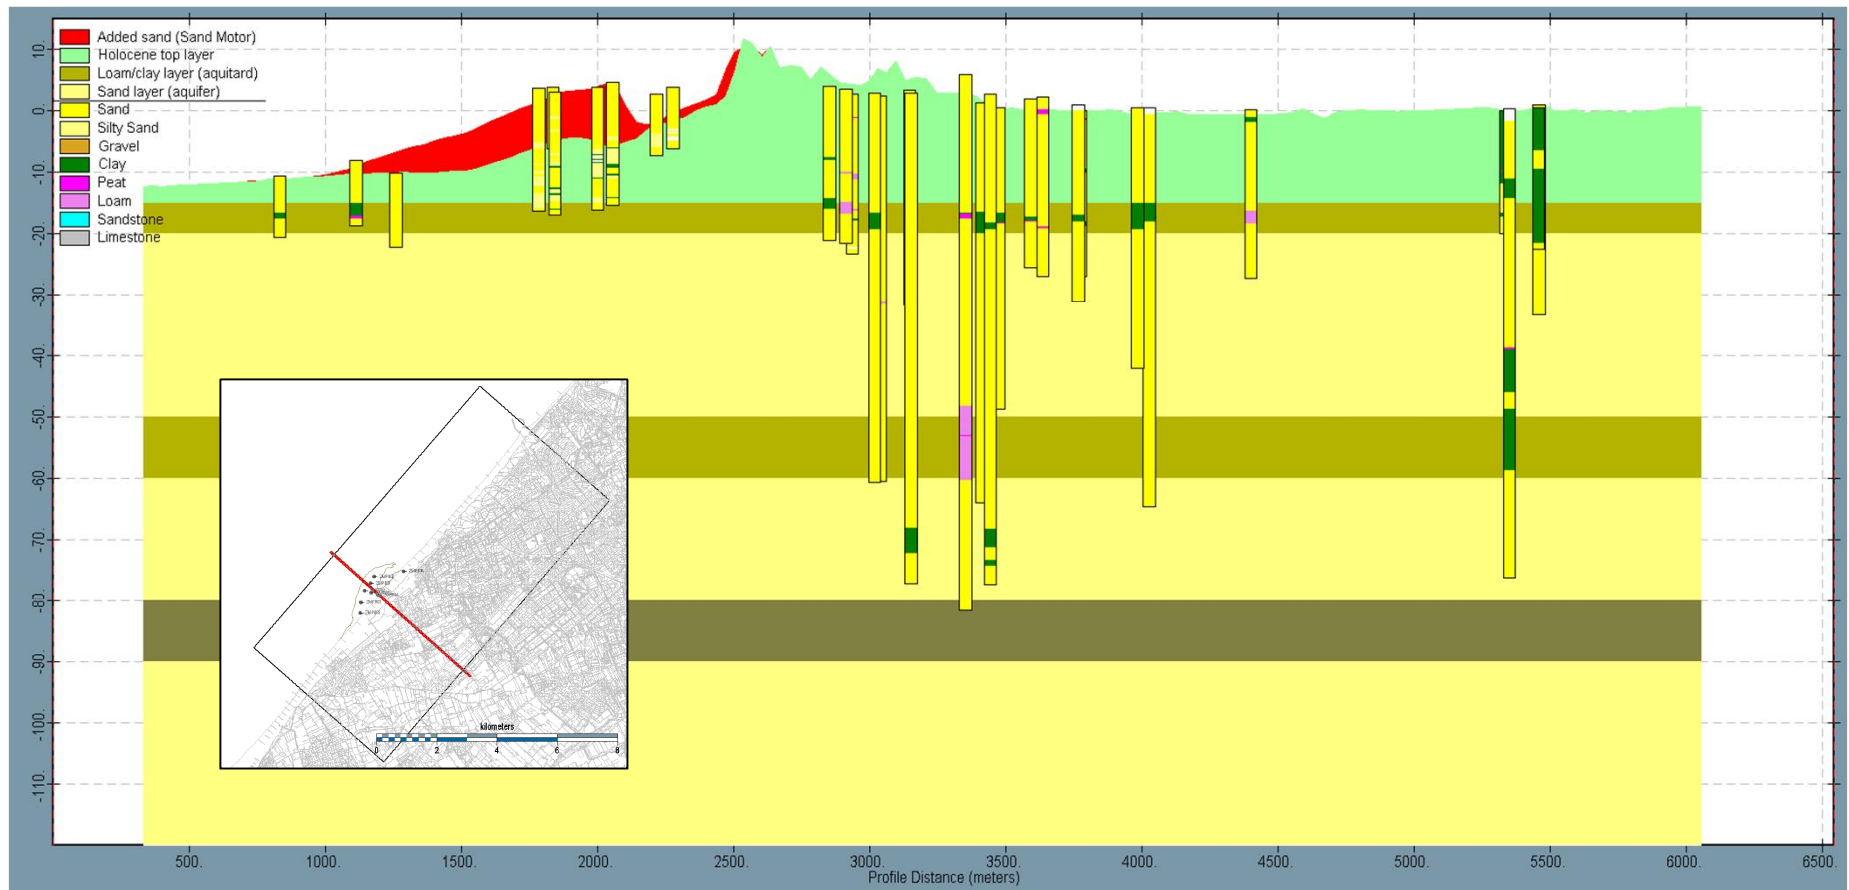 Added sand (Sand Motor)
Holocene top layer
Loam/clay layer (aquitard)
Sand layer (aquifer)
Sand
Silty Sand
Gravel
Clay
Peat
Loam
Sandstone
Limestone
10.
0.
-10.
-20.
-30.
-40.
-50.
-60.
-70.
-80.
-90.
-100.
-110.
kilometers
0 2 4 6 8
500. 1000. 1500. 2000. 2500. 3000. 3500. 4000. 4500. 5000. 5500. 6000. 6500.
Profile Distance (meters)